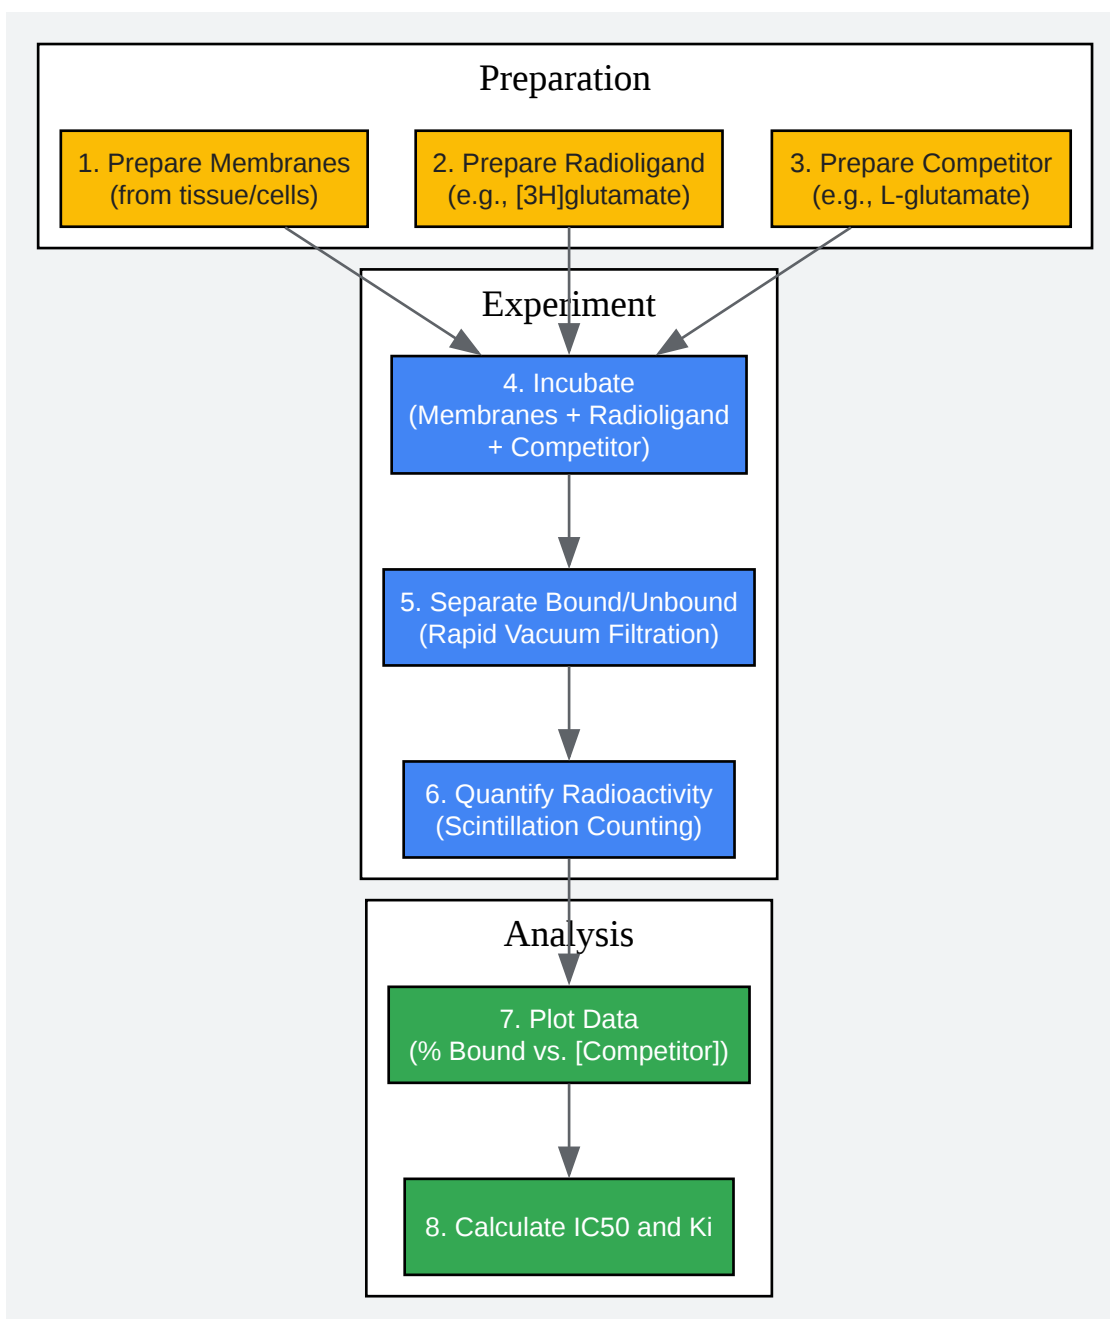 Preparation
1. Prepare Membranes
(from tissue/cells)
2. Prepare Radioligand
(e.g., [3H]glutamate)
3. Prepare Competitor
(e.g., L-glutamate)
Experiment
4. Incubate
(Membranes + Radioligand
+ Competitor)
5. Separate Bound/Unbound
(Rapid Vacuum Filtration)
6. Quantify Radioactivity
(Scintillation Counting)
Analysis
7. Plot Data
(% Bound vs. [Competitor])
8. Calculate IC50 and Ki